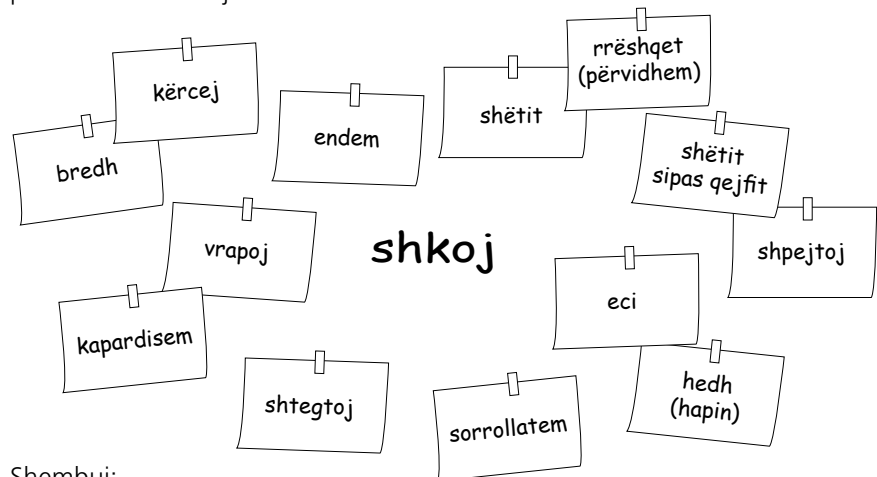 rrëshqet
(përvidhem)
kërcej
shëtit
endem
shëtit
sipas qejfit
bredh
vrapoj
shkoj
shpejtoj
eci
kapardisem
hedh
(hapin)
shtegtoj
sorrollatem